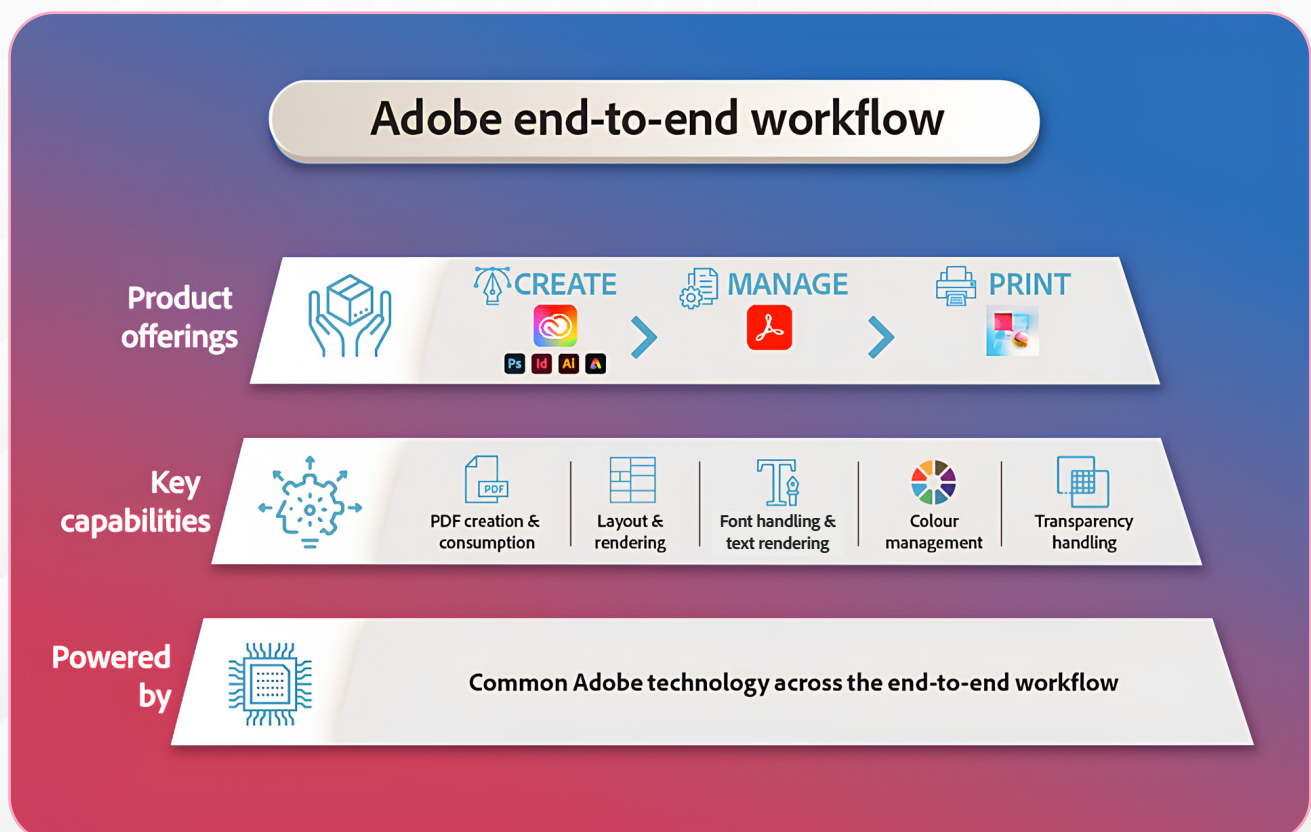 Adobe end-to-end workflow
Product
offerings
CREATE
MANAGE
PRINT
Ps Id Ai
Key
capabilities
PDF
PDF creation &
consumption
Layout &
rendering
Font handling &
text rendering
Colour
management
Transparency
handling
Powered
by
Common Adobe technology across the end-to-end workflow